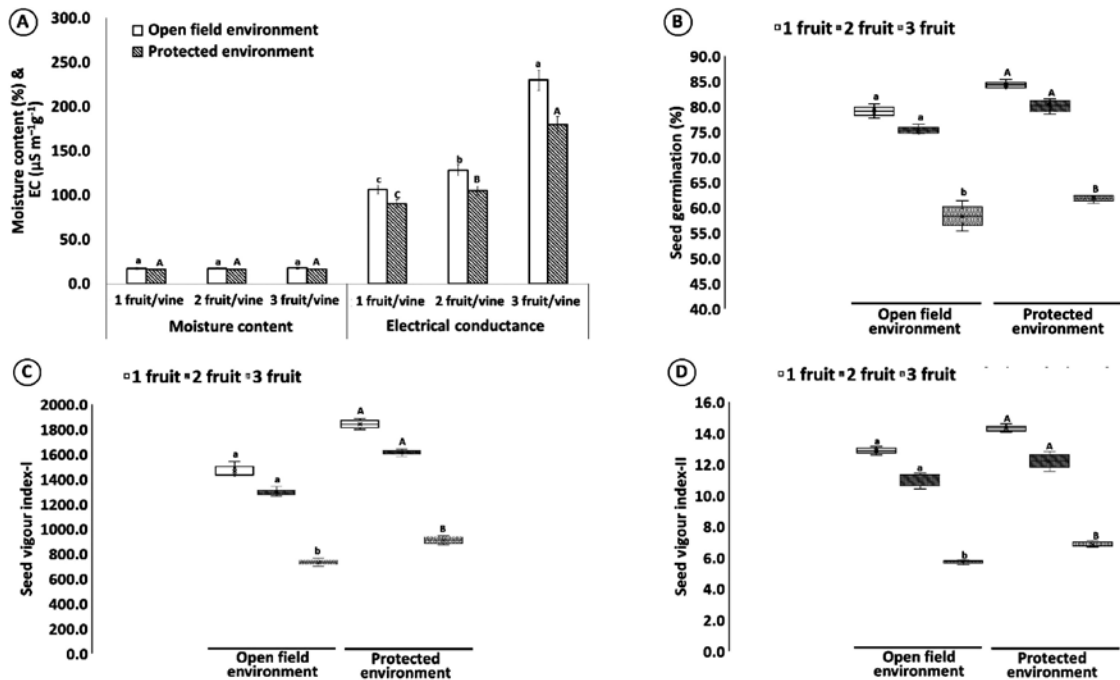 A
Moisture content (%) &
EC (µS m⁻¹g⁻¹)
300.0
250.0
200.0
150.0
100.0
50.0
0.0
Open field environment
Protected environment
a A a A a A c C b B a A
1 fruit/vine 2 fruit/vine 3 fruit/vine 1 fruit/vine 2 fruit/vine 3 fruit/vine
Moisture content Electrical conductance
B
1 fruit 2 fruit 3 fruit
Seed germination (%)
90.0
85.0
80.0
75.0
70.0
65.0
60.0
55.0
50.0
45.0
40.0
a a b A A B
Open field Protected
environment environment
C
1 fruit 2 fruit 3 fruit
Seed vigour index-I
2000.0
1800.0
1600.0
1400.0
1200.0
1000.0
800.0
600.0
400.0
200.0
0.0
a a b A A B
Open field Protected
environment environment
D
1 fruit 2 fruit 3 fruit
Seed vigour index-II
16.0
14.0
12.0
10.0
8.0
6.0
4.0
2.0
0.0
a a b A A B
Open field Protected
environment environment